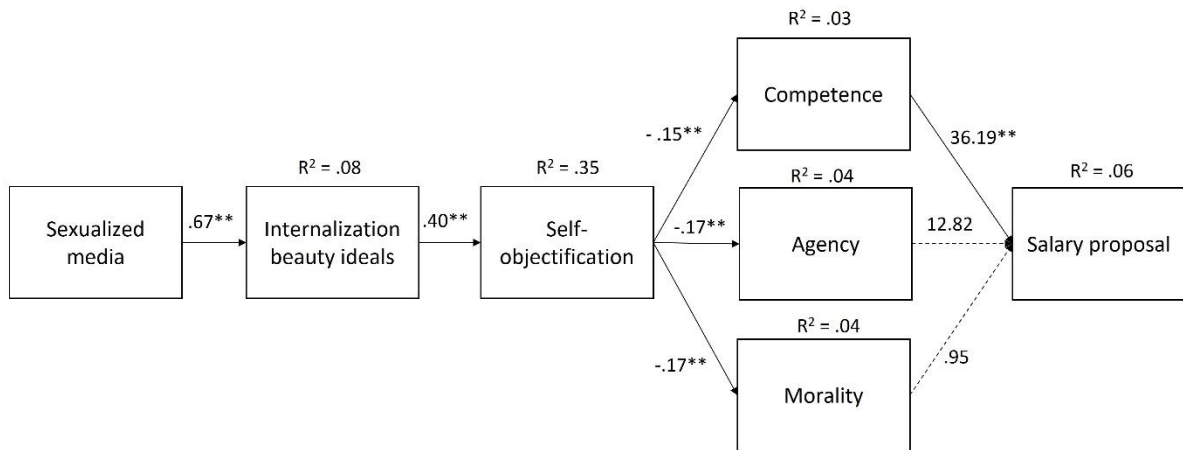 R² = .03
Competence
- .15**
36.19**
R² = .08
R² = .35
R² = .04
R² = .06
Sexualized
media
.67**
Internalization
beauty ideals
.40**
Self-
objectification
-.17**
Agency
12.82
Salary proposal
R² = .04
-.17**
Morality
.95